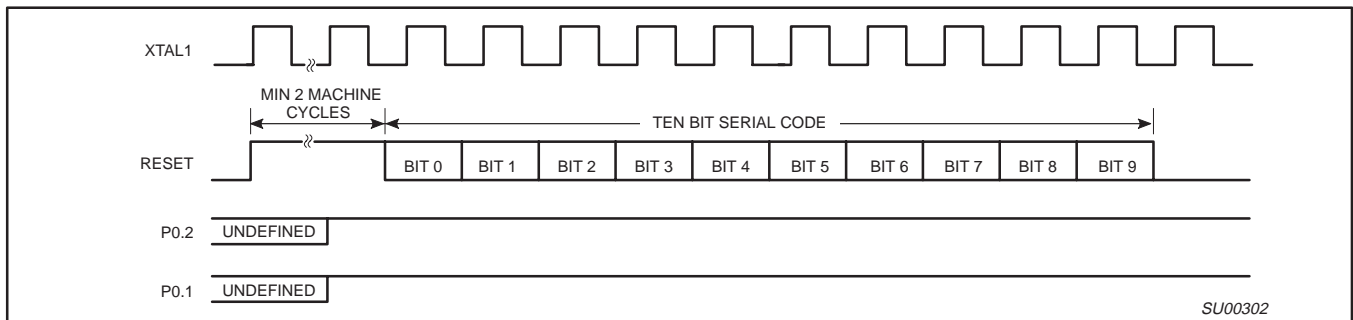 XTAL1
MIN 2 MACHINE
CYCLES
TEN BIT SERIAL CODE
RESET
BIT 0 BIT 1 BIT 2 BIT 3 BIT 4 BIT 5 BIT 6 BIT 7 BIT 8 BIT 9
P0.2 UNDEFINED
P0.1 UNDEFINED
SU00302